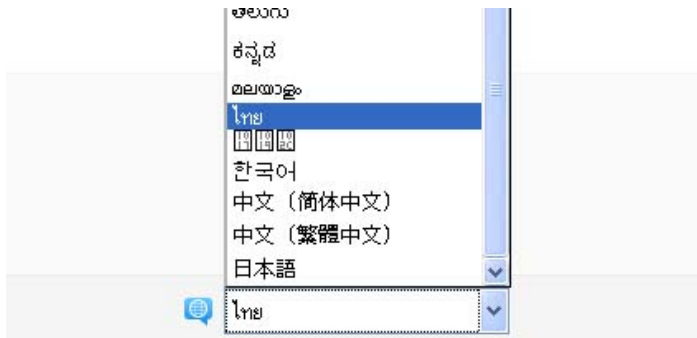 తెలుగు
ಕನ್ನಡ
മലയാളം
ไทย
한국어
中文（简体中文）
中文（繁體中文）
日本語
ไทย